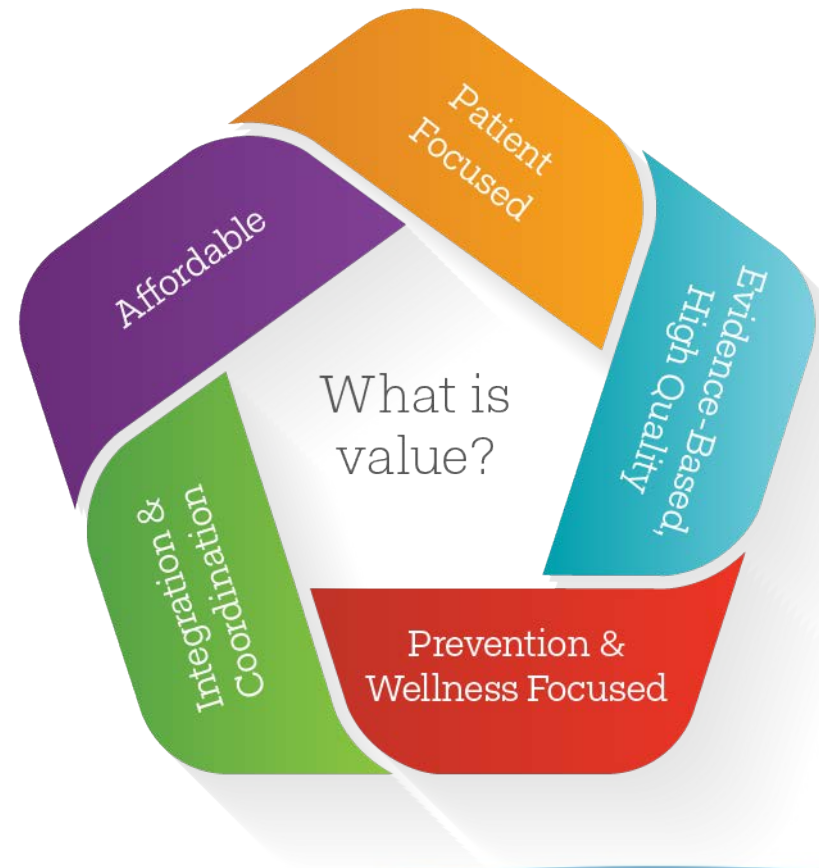 What is
value?
Patient
Focused
Evidence-Based,
High Quality
Prevention &
Wellness Focused
Integration &
Coordination
Affordable